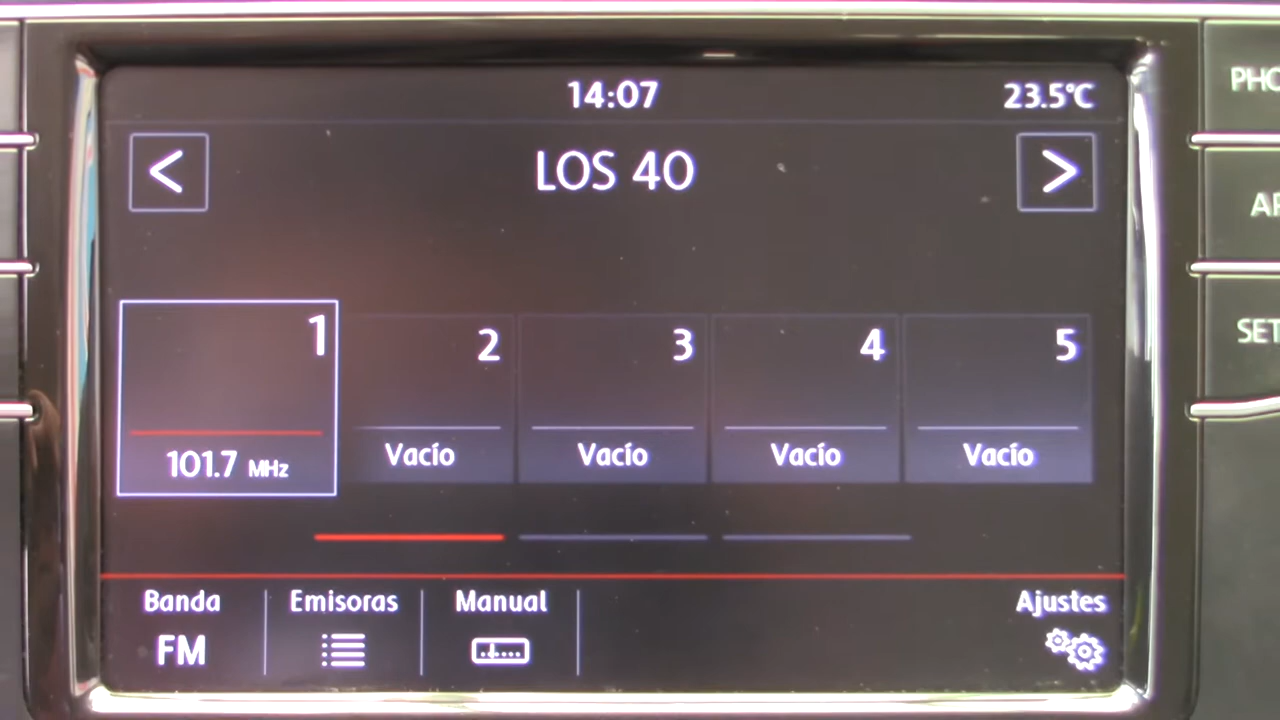 14:07 23.5°C
LOS 40
1 2 3 4 5
101.7 MHz Vacío Vacío Vacío Vacío
Banda Emisoras Manual Ajustes
FM
PHO
AP
SET